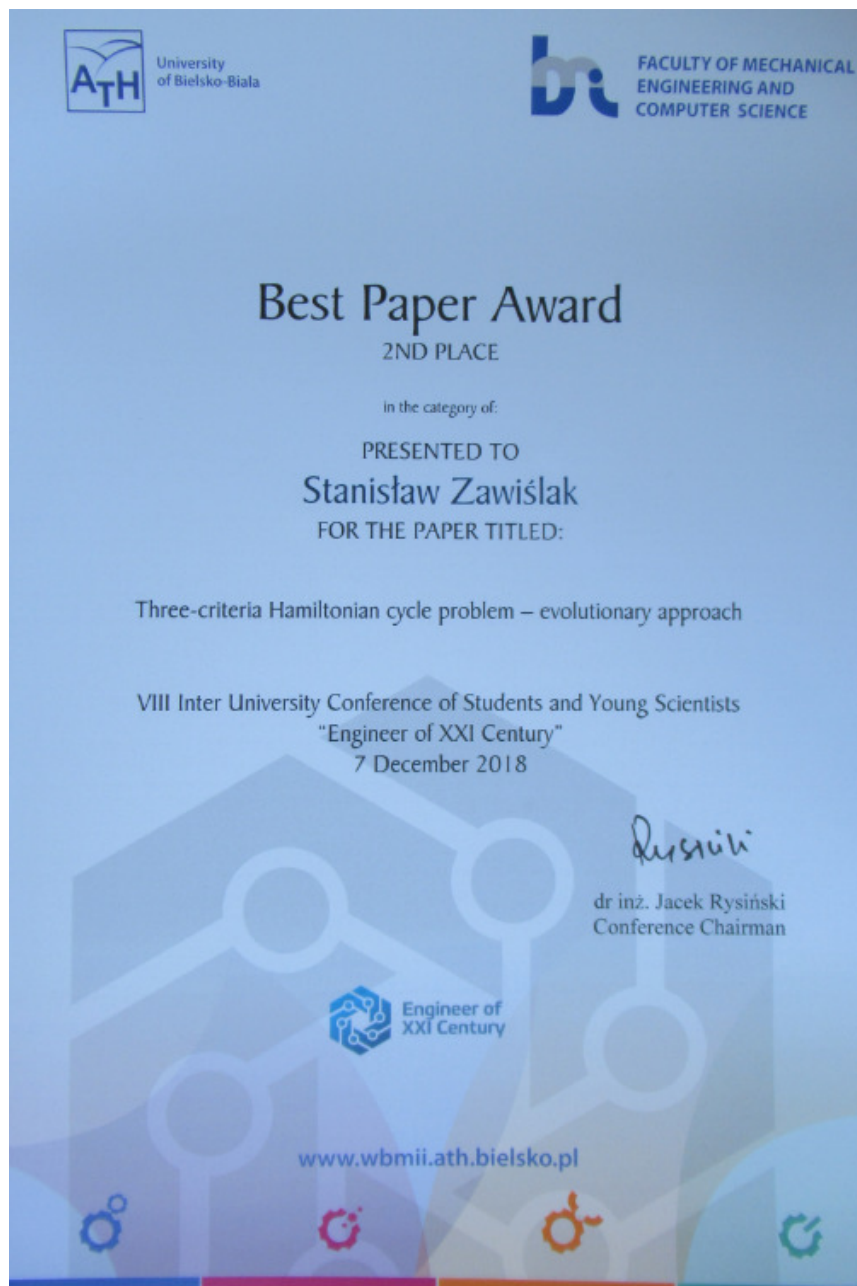 ATH
University
of Bielsko-Biala
bmi
FACULTY OF MECHANICAL
ENGINEERING AND
COMPUTER SCIENCE
Best Paper Award
2ND PLACE
in the category of:
PRESENTED TO
Stanisław Zawiślak
FOR THE PAPER TITLED:
Three-criteria Hamiltonian cycle problem – evolutionary approach
VIII Inter University Conference of Students and Young Scientists
“Engineer of XXI Century”
7 December 2018
Rysiński
dr inż. Jacek Rysiński
Conference Chairman
Engineer of
XXI Century
www.wbmii.ath.bielsko.pl